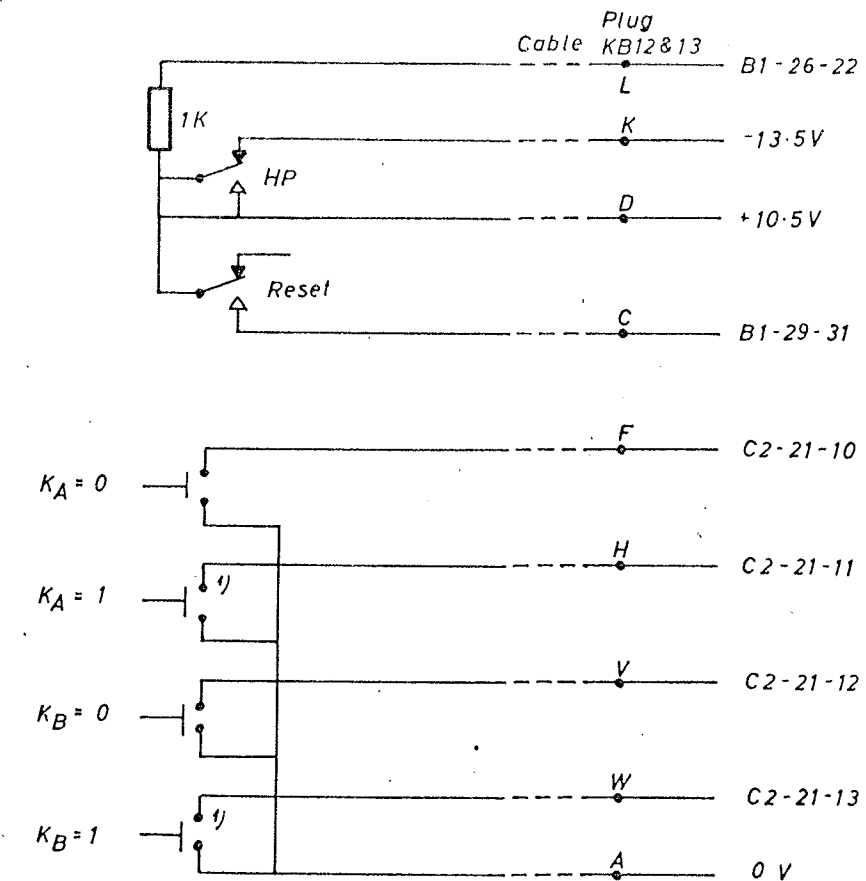 Plug
Cable KB12&13
B1-26-22
L
1K
K
-13.5V
HP
D
+10.5V
Reset
C
B1-29-31
F
C2-21-10
KA = 0
H
C2-21-11
KA = 1
1)
V
C2-21-12
KB = 0
W
C2-21-13
KB = 1
1)
A
0 V